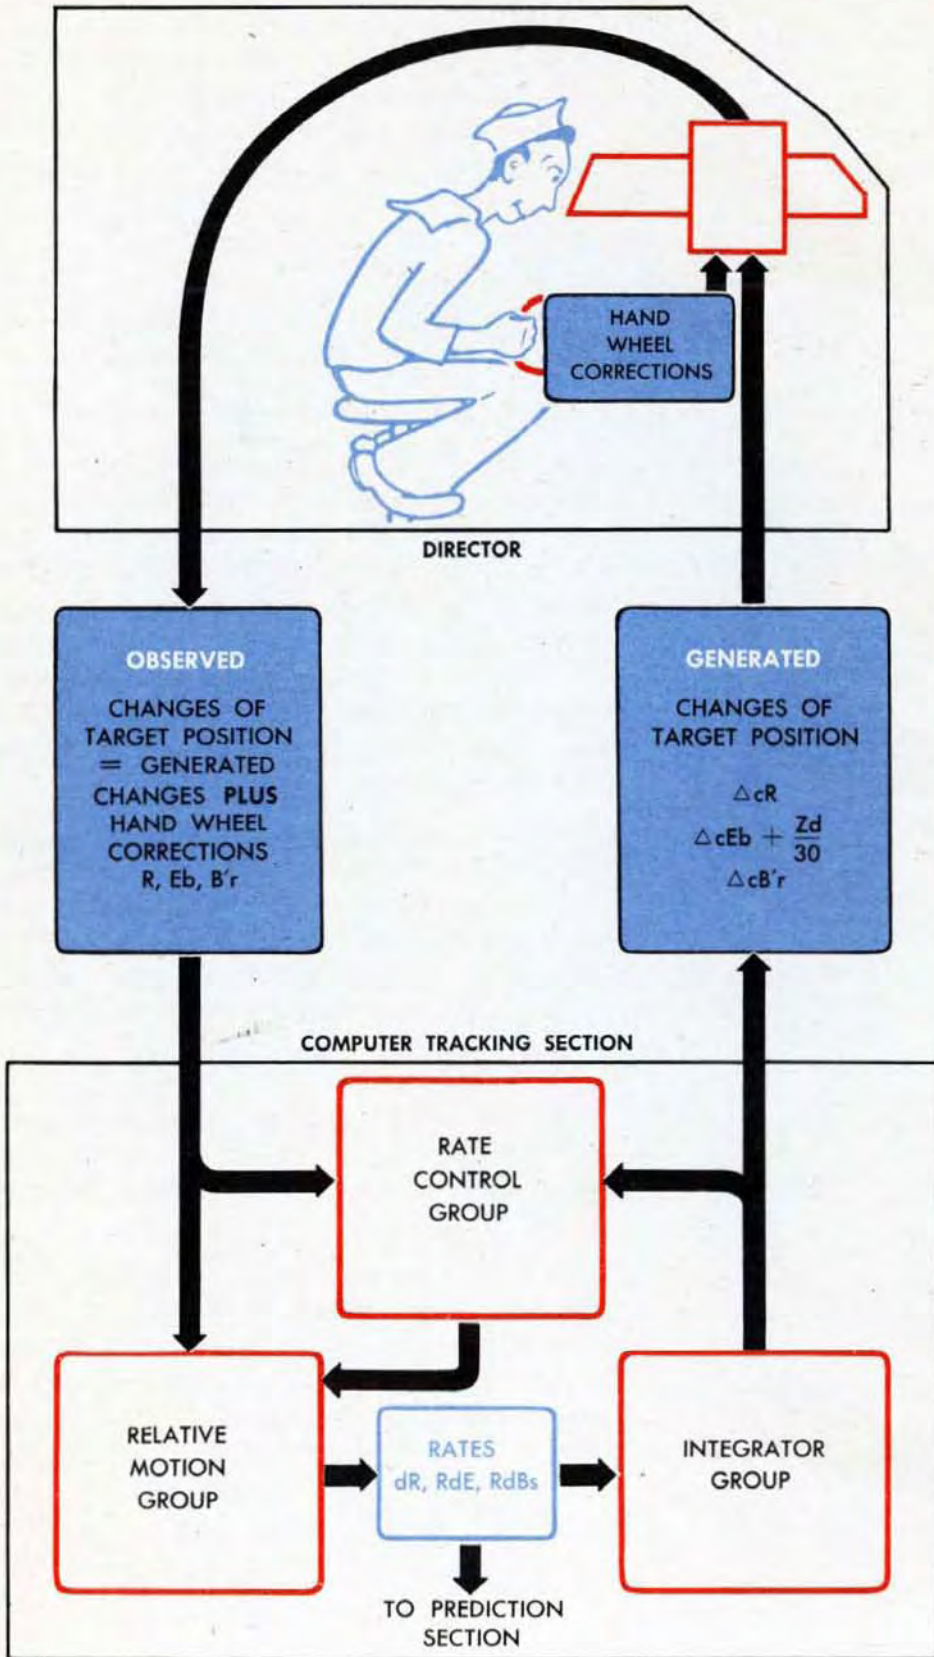 HAND
WHEEL
CORRECTIONS
DIRECTOR
OBSERVED
CHANGES OF
TARGET POSITION
= GENERATED
CHANGES PLUS
HAND WHEEL
CORRECTIONS
R, Eb, B'r
GENERATED
CHANGES OF
TARGET POSITION
△cR
△cEb + Zd/30
△cB'r
COMPUTER TRACKING SECTION
RATE
CONTROL
GROUP
RELATIVE
MOTION
GROUP
RATES
dR, RdE, RdBs
INTEGRATOR
GROUP
TO PREDICTION
SECTION